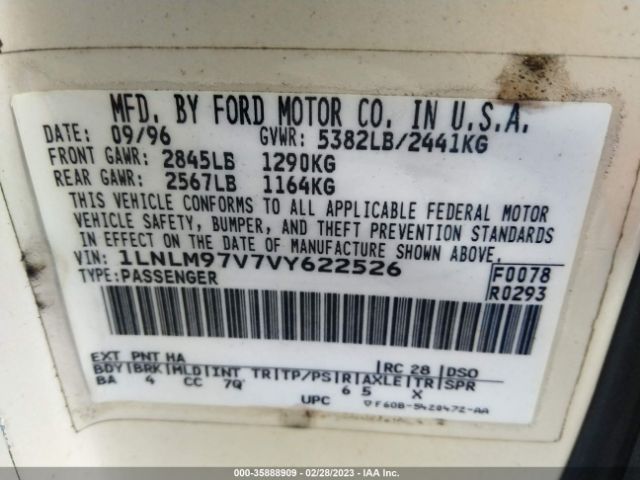 MFD. BY FORD MOTOR CO. IN U.S.A.
DATE: 09/96 GVWR: 5382LB/2441KG
FRONT GAWR: 2845LB 1290KG
REAR GAWR: 2567LB 1164KG
THIS VEHICLE CONFORMS TO ALL APPLICABLE FEDERAL MOTOR
VEHICLE SAFETY, BUMPER, AND THEFT PREVENTION STANDARDS
IN EFFECT ON THE DATE OF MANUFACTURE SHOWN ABOVE.
VIN: 1LNLM97V7VY622526 F0078
TYPE: PASSENGER R0293
EXT PNT HA RC 28 DSO
BDY BRK MLD INT TR TP/PS R AXLE TR SPR
BA 4 CC 7Q 6 5 X
UPC F60B-5420472-AA
000-35888909 - 02/28/2023 - IAA Inc.